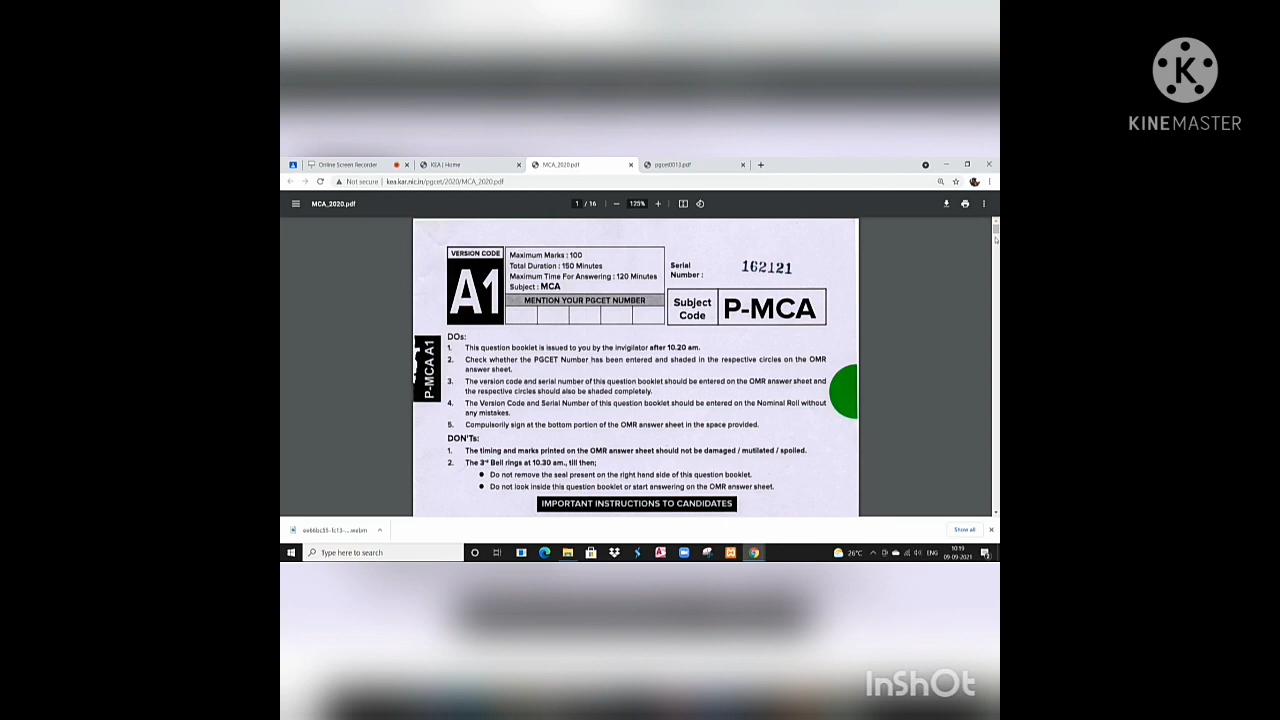 K
KINEMASTER
Online Screen Recorder
KEA | Home
MCA_2020.pdf
pgcet0013.pdf
Not secure | kea.kar.nic.in/pgcet/2020/MCA_2020.pdf
MCA_2020.pdf
1 / 16
125%
VERSION CODE
A1
Maximum Marks : 100
Total Duration : 150 Minutes
Maximum Time For Answering : 120 Minutes
Subject : MCA
MENTION YOUR PGCET NUMBER
Serial Number :
162121
Subject Code
P-MCA
P-MCA A1
DOs:
1. This question booklet is issued to you by the invigilator after 10.20 am.
2. Check whether the PGCET Number has been entered and shaded in the respective circles on the OMR
answer sheet.
3. The version code and serial number of this question booklet should be entered on the OMR answer sheet and
the respective circles should also be shaded completely.
4. The Version Code and Serial Number of this question booklet should be entered on the Nominal Roll without
any mistakes.
5. Compulsorily sign at the bottom portion of the OMR answer sheet in the space provided.
DON'Ts:
1. The timing and marks printed on the OMR answer sheet should not be damaged / mutilated / spoiled.
2. The 3rd Bell rings at 10.30 am., till then;
● Do not remove the seal present on the right hand side of this question booklet.
● Do not look inside this question booklet or start answering on the OMR answer sheet.
IMPORTANT INSTRUCTIONS TO CANDIDATES
Show all
Type here to search
26°C
ENG
10:19
09-09-2021
InShOt